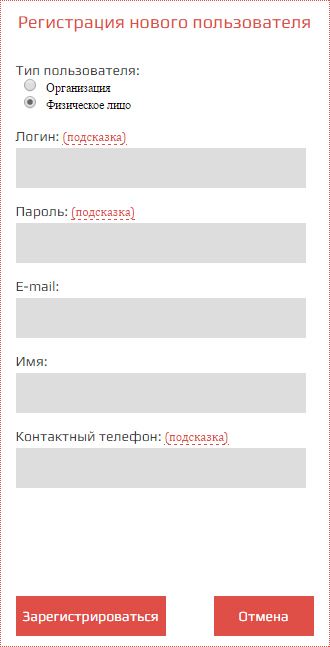 Регистрация нового пользователя
Тип пользователя:
Организация
Физическое лицо
Логин: (подсказка)
Пароль: (подсказка)
E-mail:
Имя:
Контактный телефон: (подсказка)
Зарегистрироваться Отмена